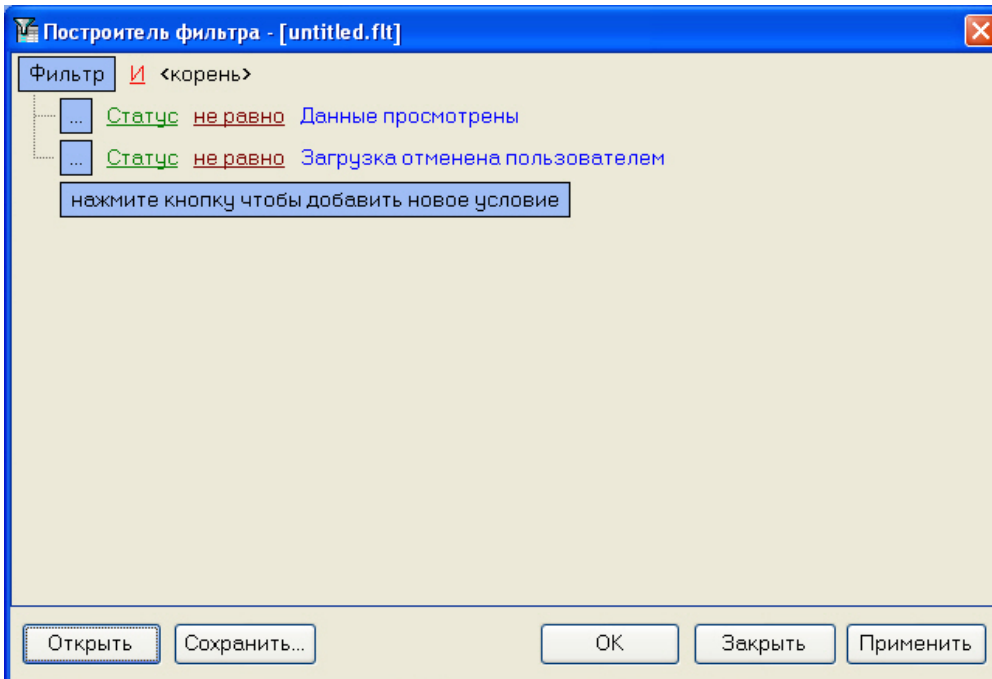 Построитель фильтра - [untitled.flt]
Фильтр И <корень>
... Статус не равно Данные просмотрены
... Статус не равно Загрузка отменена пользователем
нажмите кнопку чтобы добавить новое условие
Открыть Сохранить... OK Закрыть Применить